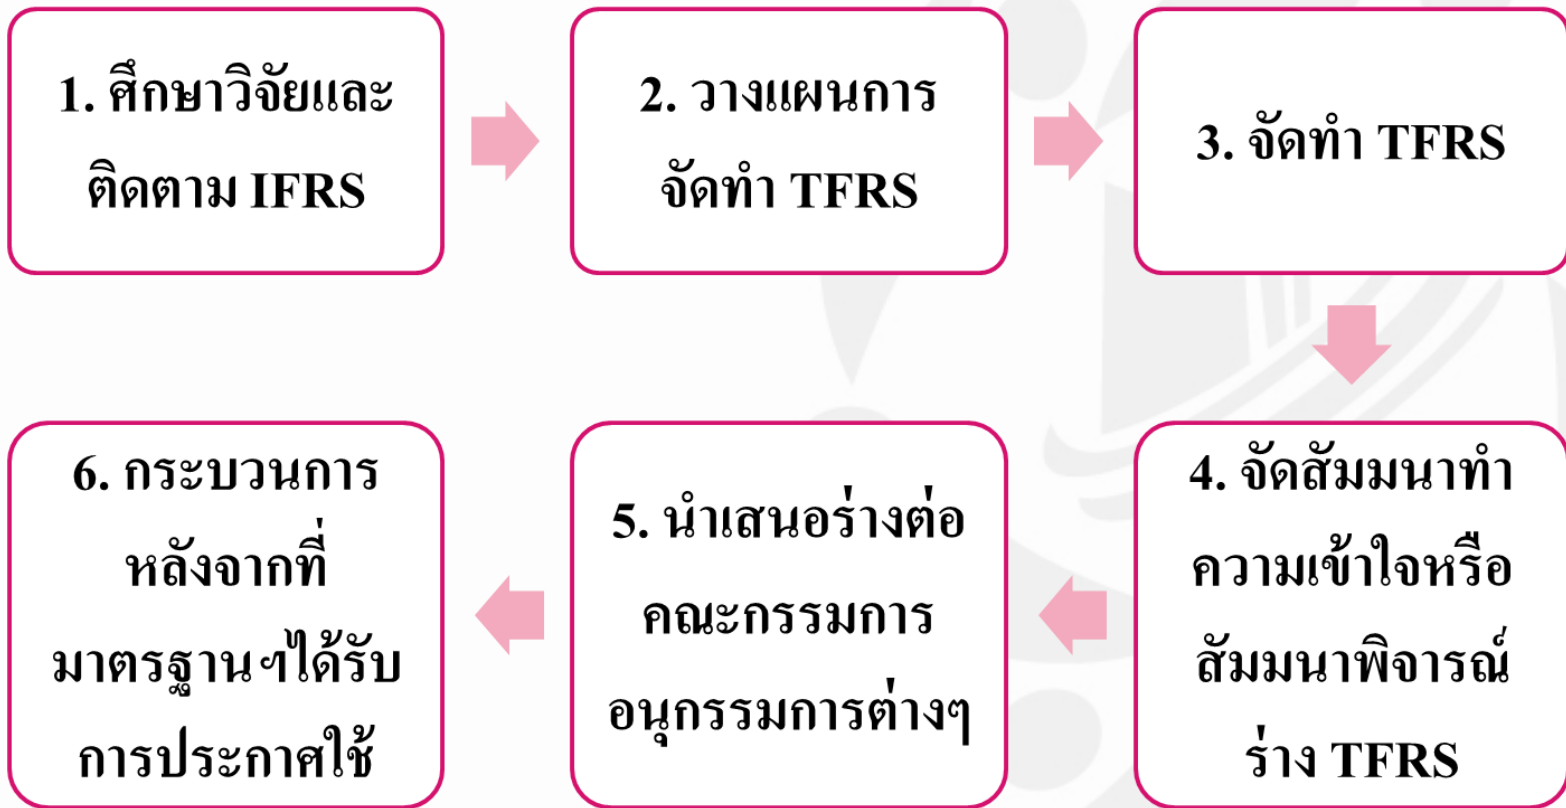 1. ศึกษาวิจัยและ
ติดตาม IFRS
2. วางแผนการ
จัดทำ TFRS
3. จัดทำ TFRS
4. จัดสัมมนาทำ
ความเข้าใจหรือ
สัมมนาพิจารณ์
ร่าง TFRS
5. นำเสนอร่างต่อ
คณะกรรมการ
อนุกรรมการต่างๆ
6. กระบวนการ
หลังจากที่
มาตรฐานฯได้รับ
การประกาศใช้